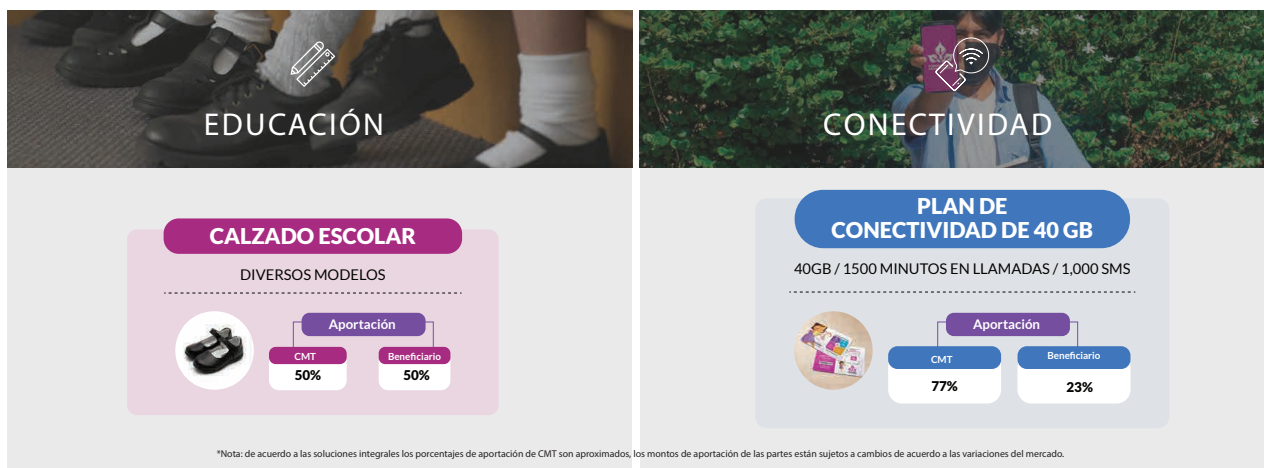 EDUCACIÓN
CALZADO ESCOLAR
DIVERSOS MODELOS
Aportación
CMT
Beneficiario
50%
50%
CONECTIVIDAD
PLAN DE
CONECTIVIDAD DE 40 GB
40GB / 1500 MINUTOS EN LLAMADAS / 1,000 SMS
Aportación
CMT
Beneficiario
77%
23%
*Nota: de acuerdo a las soluciones integrales los porcentajes de aportación de CMT son aproximados, los montos de aportación de las partes están sujetos a cambios de acuerdo a las variaciones del mercado.